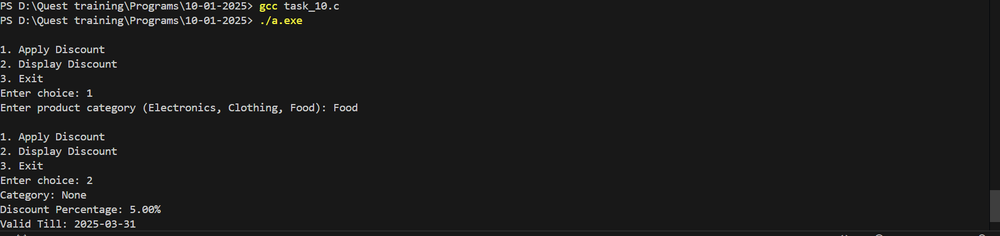 PS D:\Quest training\Programs\10-01-2025> gcc task_10.c
PS D:\Quest training\Programs\10-01-2025> ./a.exe
1. Apply Discount
2. Display Discount
3. Exit
Enter choice: 1
Enter product category (Electronics, Clothing, Food): Food
1. Apply Discount
2. Display Discount
3. Exit
Enter choice: 2
Category: None
Discount Percentage: 5.00%
Valid Till: 2025-03-31